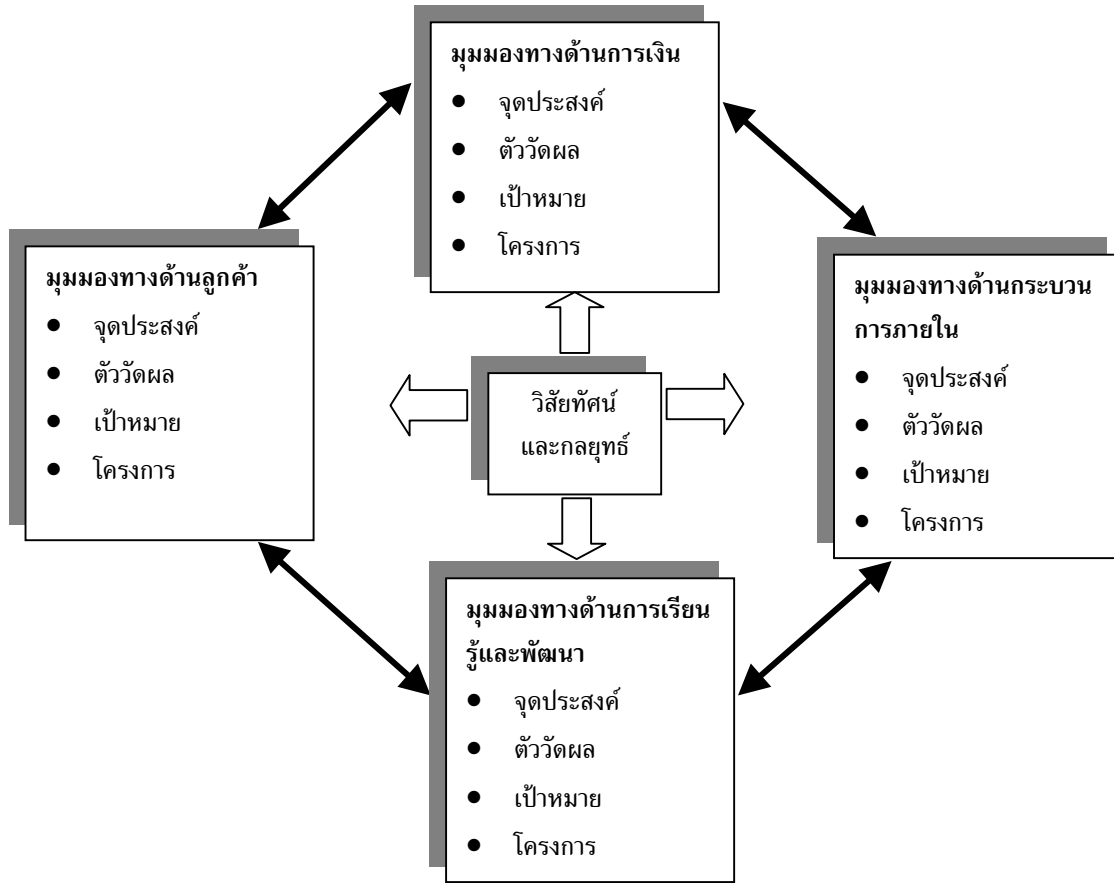 มุมมองทางด้านการเงิน
● จุดประสงค์
● ตัววัดผล
● เป้าหมาย
● โครงการ
มุมมองทางด้านลูกค้า
● จุดประสงค์
● ตัววัดผล
● เป้าหมาย
● โครงการ
วิสัยทัศน์
และกลยุทธ์
มุมมองทางด้านกระบวน
การภายใน
● จุดประสงค์
● ตัววัดผล
● เป้าหมาย
● โครงการ
มุมมองทางด้านการเรียน
รู้และพัฒนา
● จุดประสงค์
● ตัววัดผล
● เป้าหมาย
● โครงการ